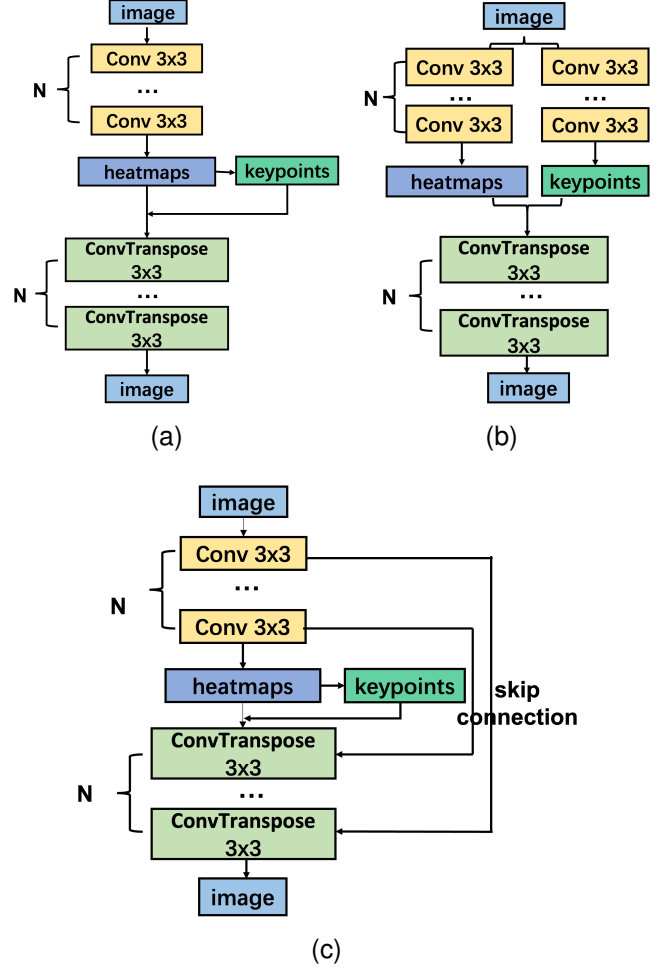 image
Conv 3x3
...
N
Conv 3x3
heatmaps
keypoints
ConvTranspose
3x3
...
N
ConvTranspose
3x3
image
(a)
image
Conv 3x3
Conv 3x3
...
...
N
Conv 3x3
Conv 3x3
heatmaps
keypoints
ConvTranspose
3x3
...
N
ConvTranspose
3x3
image
(b)
image
Conv 3x3
...
N
Conv 3x3
heatmaps
keypoints
skip
connection
ConvTranspose
3x3
...
N
ConvTranspose
3x3
image
(c)